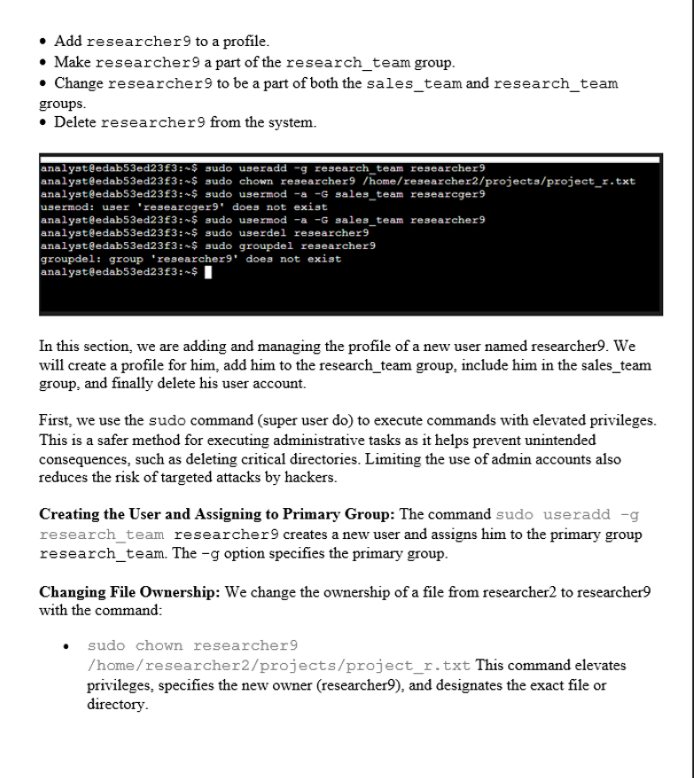 • Add researcher9 to a profile.
• Make researcher9 a part of the research_team group.
• Change researcher9 to be a part of both the sales_team and research_team
groups.
• Delete researcher9 from the system.
analyst@edab53ed23f3:~$ sudo useradd -g research_team researcher9
analyst@edab53ed23f3:~$ sudo chown researcher9 /home/researcher2/projects/project_r.txt
analyst@edab53ed23f3:~$ sudo usermod -a -G sales_team researcger9
usermod: user 'researcger9' does not exist
analyst@edab53ed23f3:~$ sudo usermod -a -G sales_team researcher9
analyst@edab53ed23f3:~$ sudo userdel researcher9
analyst@edab53ed23f3:~$ sudo groupdel researcher9
groupdel: group 'researcher9' does not exist
analyst@edab53ed23f3:~$
In this section, we are adding and managing the profile of a new user named researcher9. We
will create a profile for him, add him to the research_team group, include him in the sales_team
group, and finally delete his user account.
First, we use the sudo command (super user do) to execute commands with elevated privileges.
This is a safer method for executing administrative tasks as it helps prevent unintended
consequences, such as deleting critical directories. Limiting the use of admin accounts also
reduces the risk of targeted attacks by hackers.
Creating the User and Assigning to Primary Group: The command sudo useradd -g
research_team researcher9 creates a new user and assigns him to the primary group
research_team. The -g option specifies the primary group.
Changing File Ownership: We change the ownership of a file from researcher2 to researcher9
with the command:
• sudo chown researcher9
/home/researcher2/projects/project_r.txt This command elevates
privileges, specifies the new owner (researcher9), and designates the exact file or
directory.